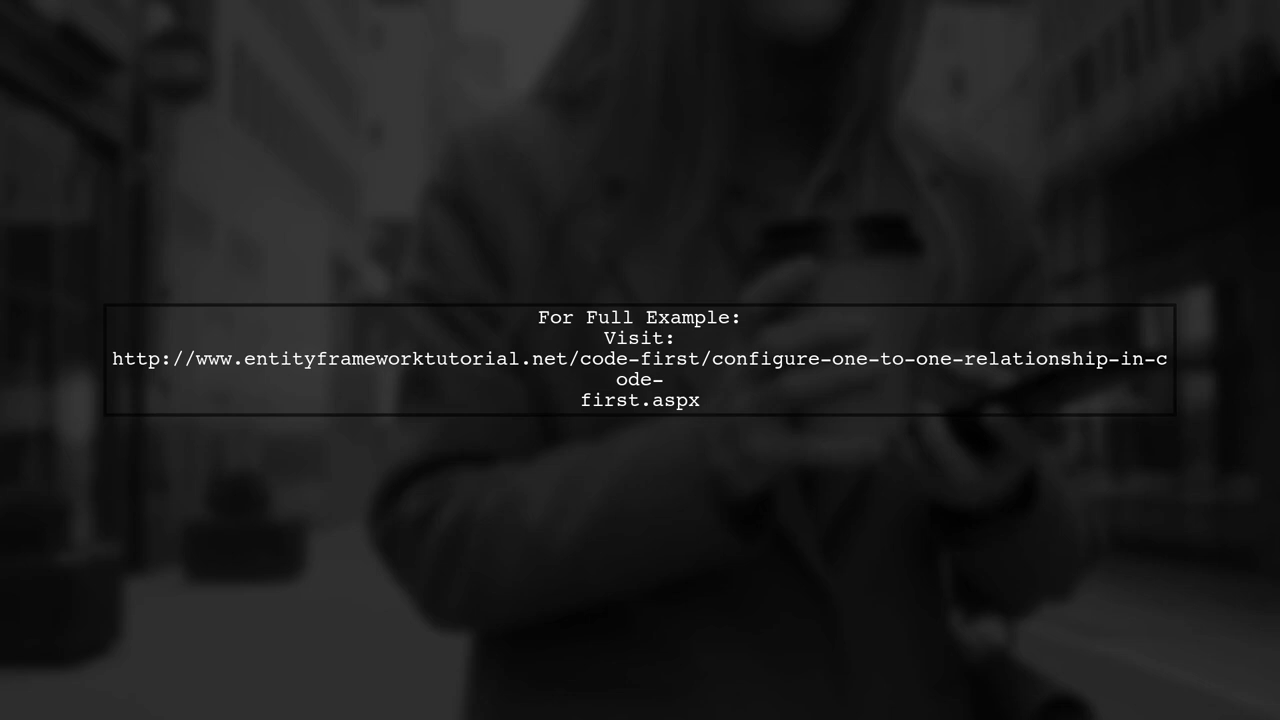 For Full Example:
Visit:
http://www.entityframeworktutorial.net/code-first/configure-one-to-one-relationship-in-c
ode-
first.aspx